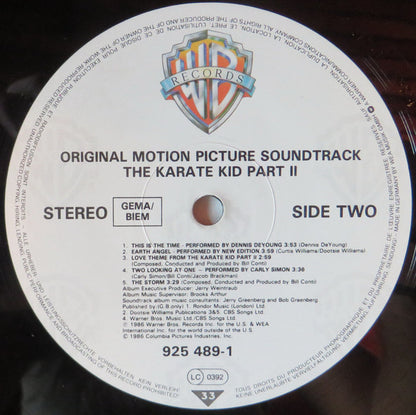 WB
RECORDS
ORIGINAL MOTION PICTURE SOUNDTRACK
THE KARATE KID PART II
STEREO
GEMA/
BIEM
SIDE TWO
1 THIS IS THE TIME - PERFORMED BY DENNIS DEYOUNG 3:53 (Dennis DeYoung)
2 EARTH ANGEL - PERFORMED BY NEW EDITION 2:59 (Curtis Williams/Dootsie Williams)
3 LOVE THEME FROM THE KARATE KID PART II 2:59
(Composed, Conducted and Produced by Bill Conti)
4 TWO LOOKING AT ONE — PERFORMED BY CARLY SIMON 3:36
(Carly Simon/Bill Conti/Jacob Brackman)
5 THE STORM 3:29 (Composed, Conducted and Produced by Bill Conti)
Album Executive Producer: Jerry Weintraub
Album Music Supervisor: Brooks Arthur
Soundtrack album music consultants: Jerry Greenberg and Bob Greenberg
Published by (G.B.only) 1. Rondor Music (London) Ltd.
2. Dootsie Williams Publications 3&5. CBS Songs Ltd
4. Warner Bros. Music Ltd./CBS Songs Ltd.
℗ 1986 Warner Bros. Records Inc. for the U.S. & WEA
International Inc. for the world outside of the U.S.
© 1986 Columbia Pictures Industries, Inc.
925 489-1
LC 0392
33